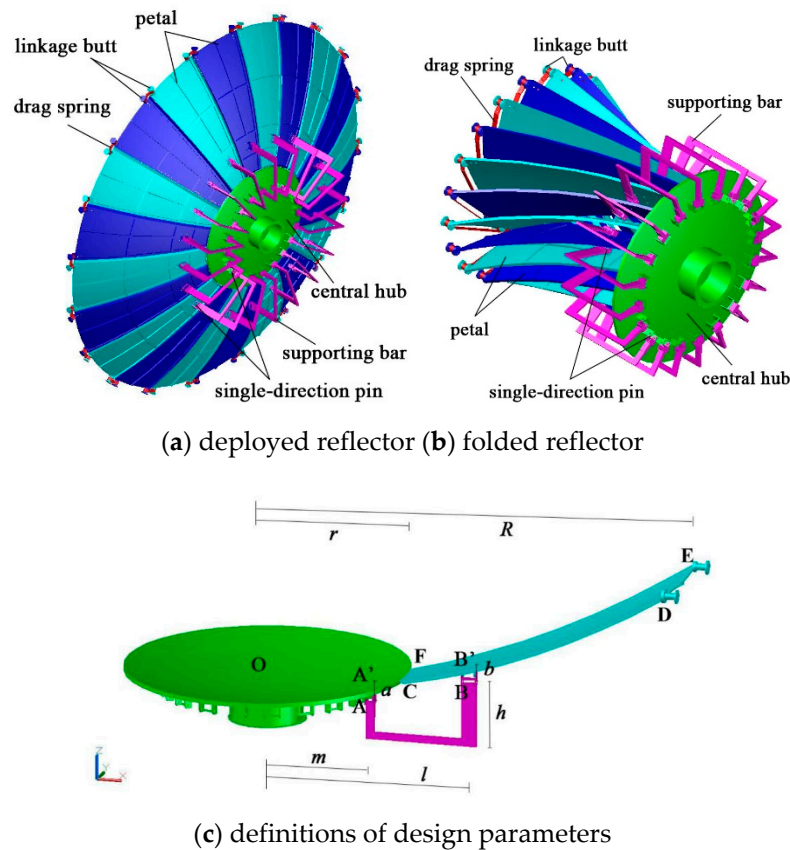 petal
linkage butt
drag spring
central hub
supporting bar
single-direction pin
linkage butt
drag spring
supporting bar
petal
single-direction pin
central hub
(a) deployed reflector (b) folded reflector
r
R
E
D
O
F
A'
B'
b
a
C
A
B
h
m
l
Z
Y
X
(c) definitions of design parameters